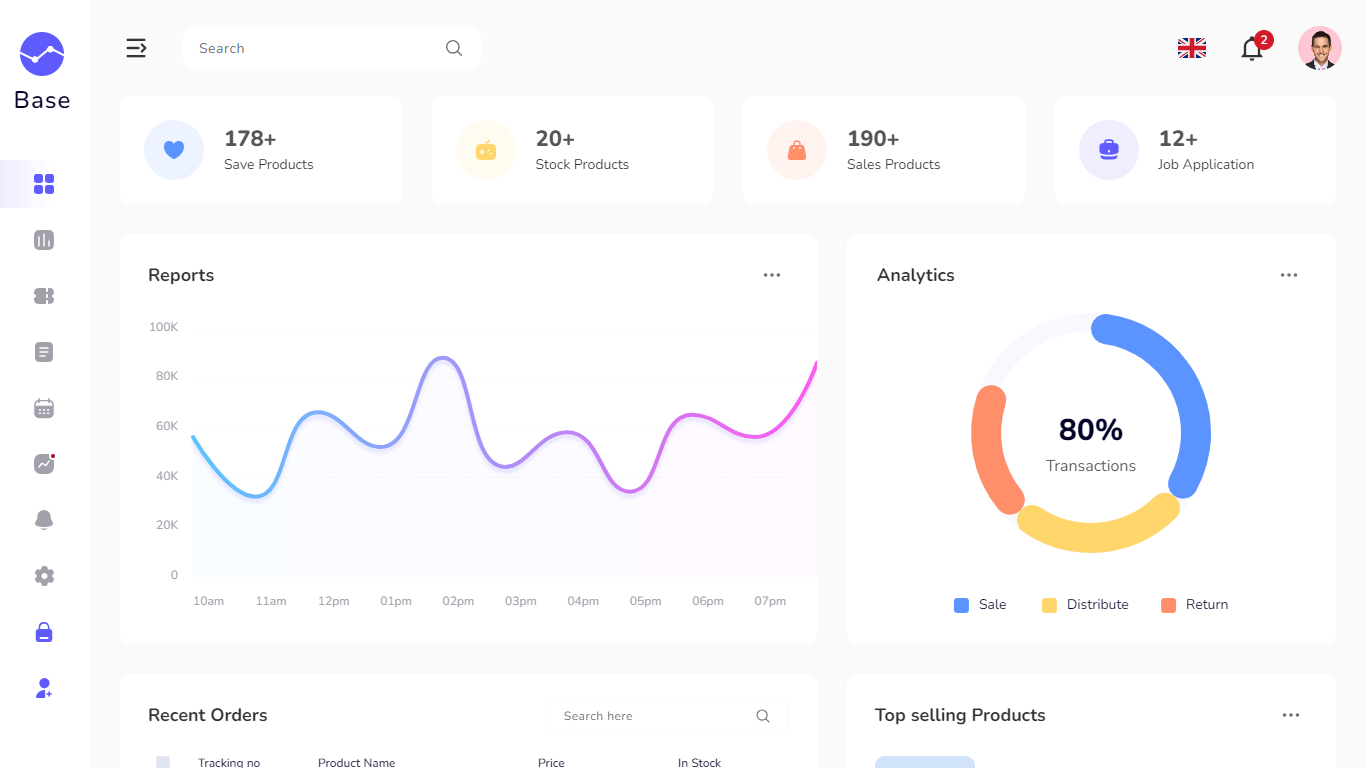 Base
Search
2
178+
Save Products
20+
Stock Products
190+
Sales Products
12+
Job Application
Reports
100K
80K
60K
40K
20K
0
10am 11am 12pm 01pm 02pm 03pm 04pm 05pm 06pm 07pm
Analytics
80%
Transactions
Sale Distribute Return
Recent Orders
Search here
Tracking no Product Name Price In Stock
Top selling Products